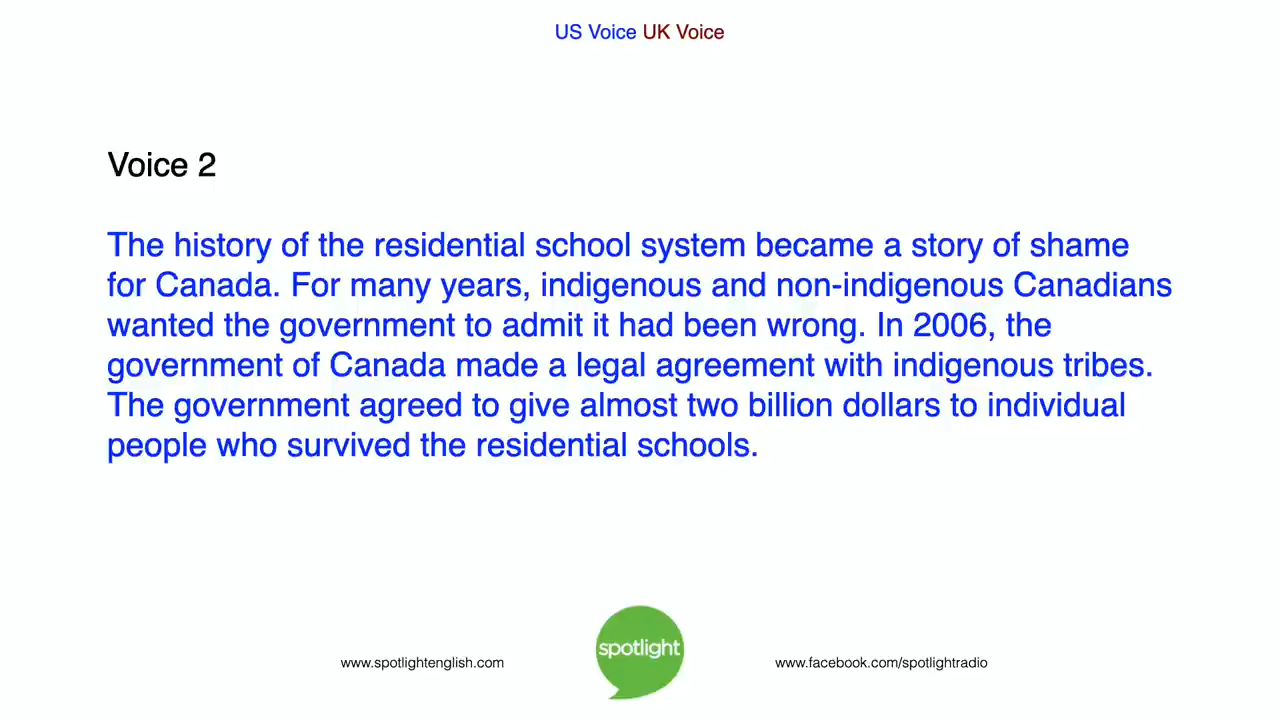 US Voice UK Voice
Voice 2
The history of the residential school system became a story of shame
for Canada. For many years, indigenous and non-indigenous Canadians
wanted the government to admit it had been wrong. In 2006, the
government of Canada made a legal agreement with indigenous tribes.
The government agreed to give almost two billion dollars to individual
people who survived the residential schools.
www.spotlightenglish.com
spotlight
www.facebook.com/spotlightradio